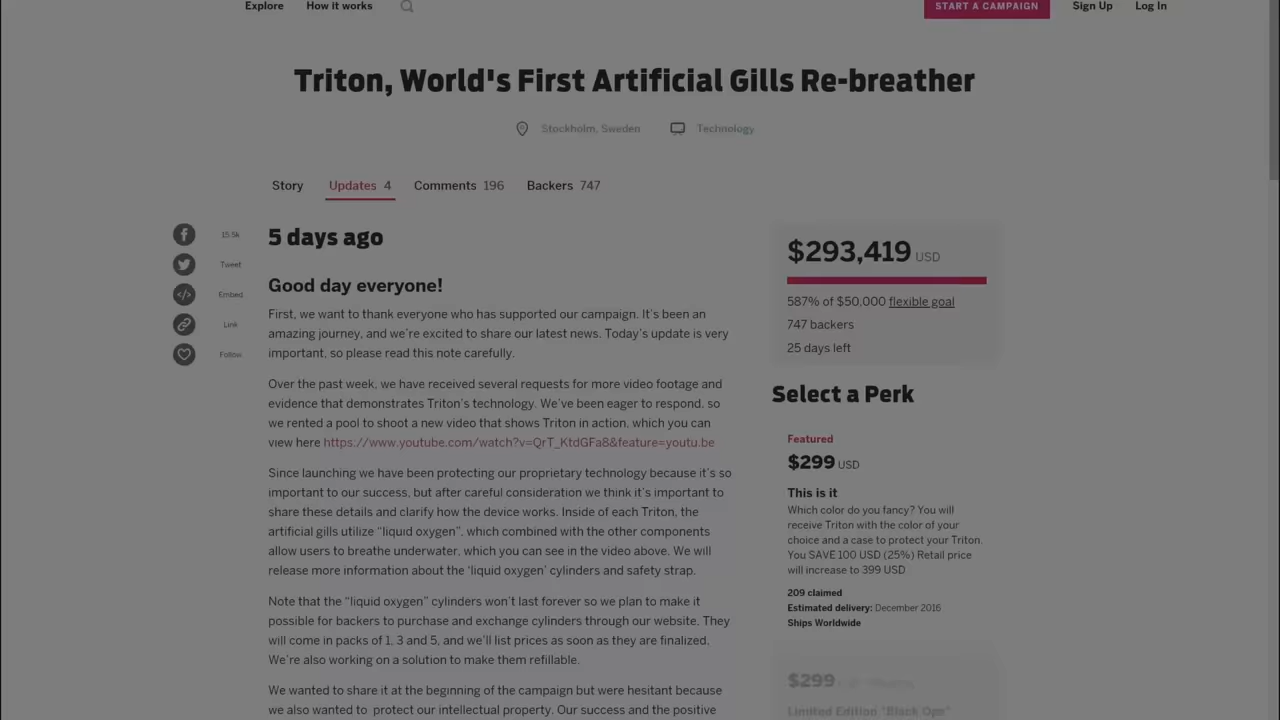 Explore How it works START A CAMPAIGN Sign Up Log In
Triton, World's First Artificial Gills Re-breather
Stockholm, Sweden Technology
Story Updates 4 Comments 196 Backers 747
15.5k
Tweet
Embed
Link
Follow
5 days ago
Good day everyone!
First, we want to thank everyone who has supported our campaign. It's been an
amazing journey, and we're excited to share our latest news. Today's update is very
important, so please read this note carefully.
Over the past week, we have received several requests for more video footage and
evidence that demonstrates Triton's technology. We've been eager to respond, so
we rented a pool to shoot a new video that shows Triton in action, which you can
view here https://www.youtube.com/watch?v=QrT_KtdGFa8&feature=youtu.be
Since launching we have been protecting our proprietary technology because it's so
important to our success, but after careful consideration we think it's important to
share these details and clarify how the device works. Inside of each Triton, the
artificial gills utilize "liquid oxygen", which combined with the other components
allow users to breathe underwater, which you can see in the video above. We will
release more information about the 'liquid oxygen' cylinders and safety strap.
Note that the "liquid oxygen" cylinders won't last forever so we plan to make it
possible for backers to purchase and exchange cylinders through our website. They
will come in packs of 1, 3 and 5, and we'll list prices as soon as they are finalized.
We're also working on a solution to make them refillable.
We wanted to share it at the beginning of the campaign but were hesitant because
we also wanted to protect our intellectual property. Our success and the positive
$293,419 USD
587% of $50,000 flexible goal
747 backers
25 days left
Select a Perk
Featured
$299 USD
This is it
Which color do you fancy? You will
receive Triton with the color of your
choice and a case to protect your Triton.
You SAVE 100 USD (25%) Retail price
will increase to 399 USD
209 claimed
Estimated delivery: December 2016
Ships Worldwide
$299
Limited Edition "Black Ops"